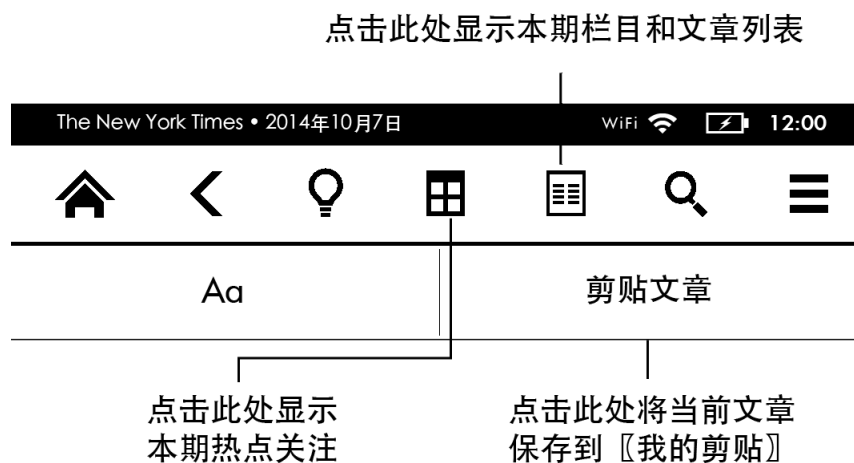 点击此处显示本期栏目和文章列表
The New York Times • 2014年10月7日
WiFi 12:00
Aa
剪贴文章
点击此处显示
本期热点关注
点击此处将当前文章
保存到〖我的剪贴〗